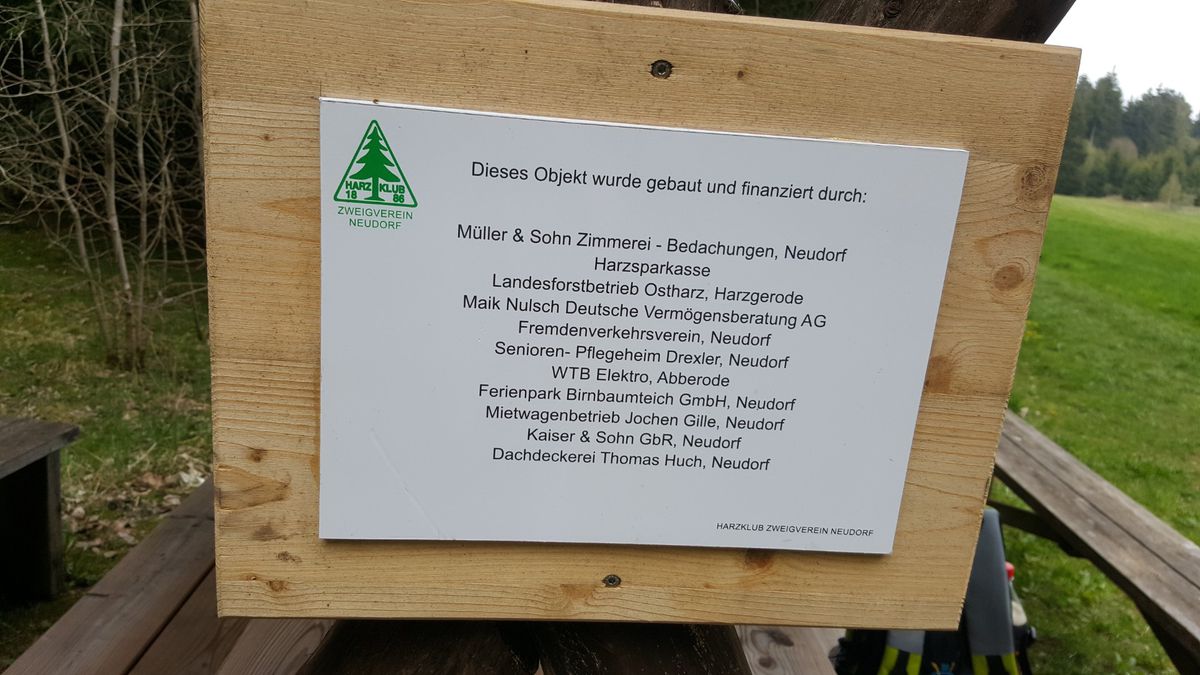 HARZ KLUB
18 86
ZWEIGVEREIN
NEUDORF
Dieses Objekt wurde gebaut und finanziert durch:
Müller & Sohn Zimmerei - Bedachungen, Neudorf
Harzsparkasse
Landesforstbetrieb Ostharz, Harzgerode
Maik Nulsch Deutsche Vermögensberatung AG
Fremdenverkehrsverein, Neudorf
Senioren- Pflegeheim Drexler, Neudorf
WTB Elektro, Abberode
Ferienpark Birnbaumteich GmbH, Neudorf
Mietwagenbetrieb Jochen Gille, Neudorf
Kaiser & Sohn GbR, Neudorf
Dachdeckerei Thomas Huch, Neudorf
HARZKLUB ZWEIGVEREIN NEUDORF